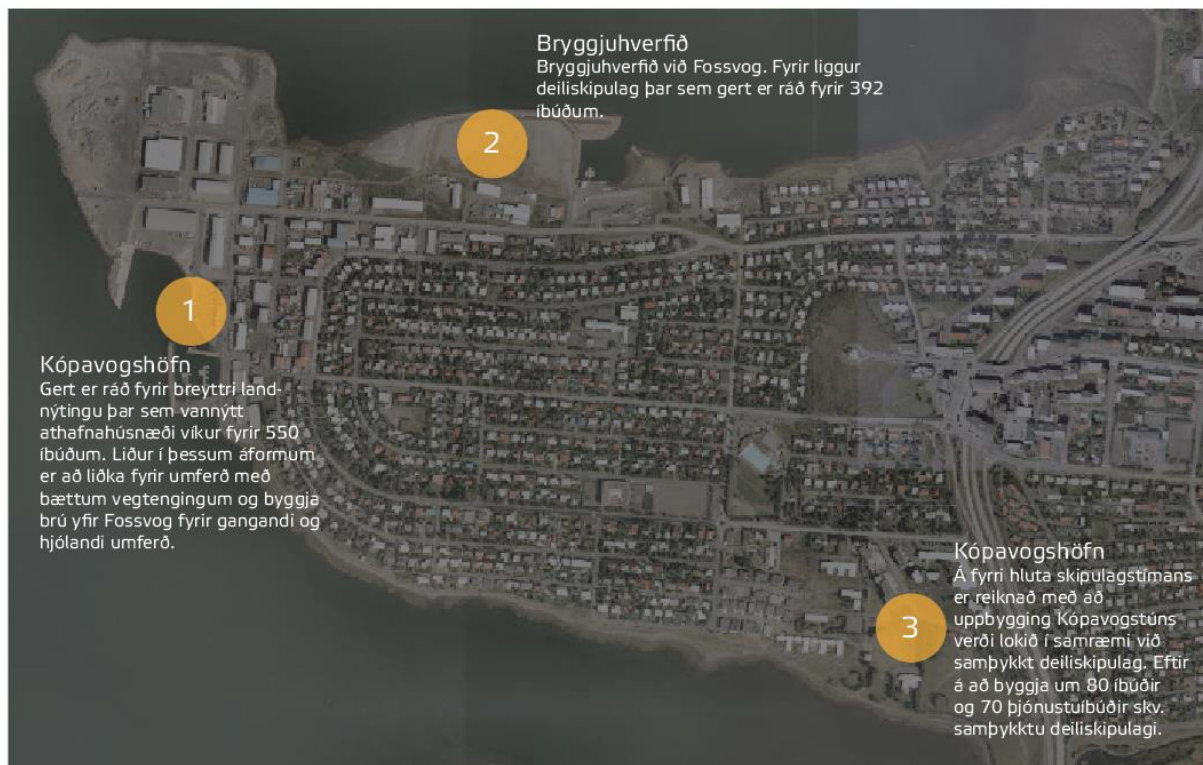 Bryggjuhverfið
Bryggjuhverfið við Fossvog. Fyrir liggur
deiliskipulag þar sem gert er ráð fyrir 392
íbúðum.
2
1
Kópavogshöfn
Gert er ráð fyrir breyttri land-
nýtingu þar sem vannýtt
athafnahúsnæði víkur fyrir 550
íbúðum. Liður í þessum áformum
er að liðka fyrir umferð með
bættum vegtengingum og byggja
brú yfir Fossvog fyrir gangandi og
hjólandi umferð.
3
Kópavogshöfn
Á fyrri hluta skipulagstímans
er reiknað með að
uppbygging Kópavogstúns
verði lokið í samræmi við
samþykkt deiliskipulag. Eftir
á að byggja um 80 íbúðir
og 70 þjónustuíbúðir skv.
samþykktu deiliskipulagi.